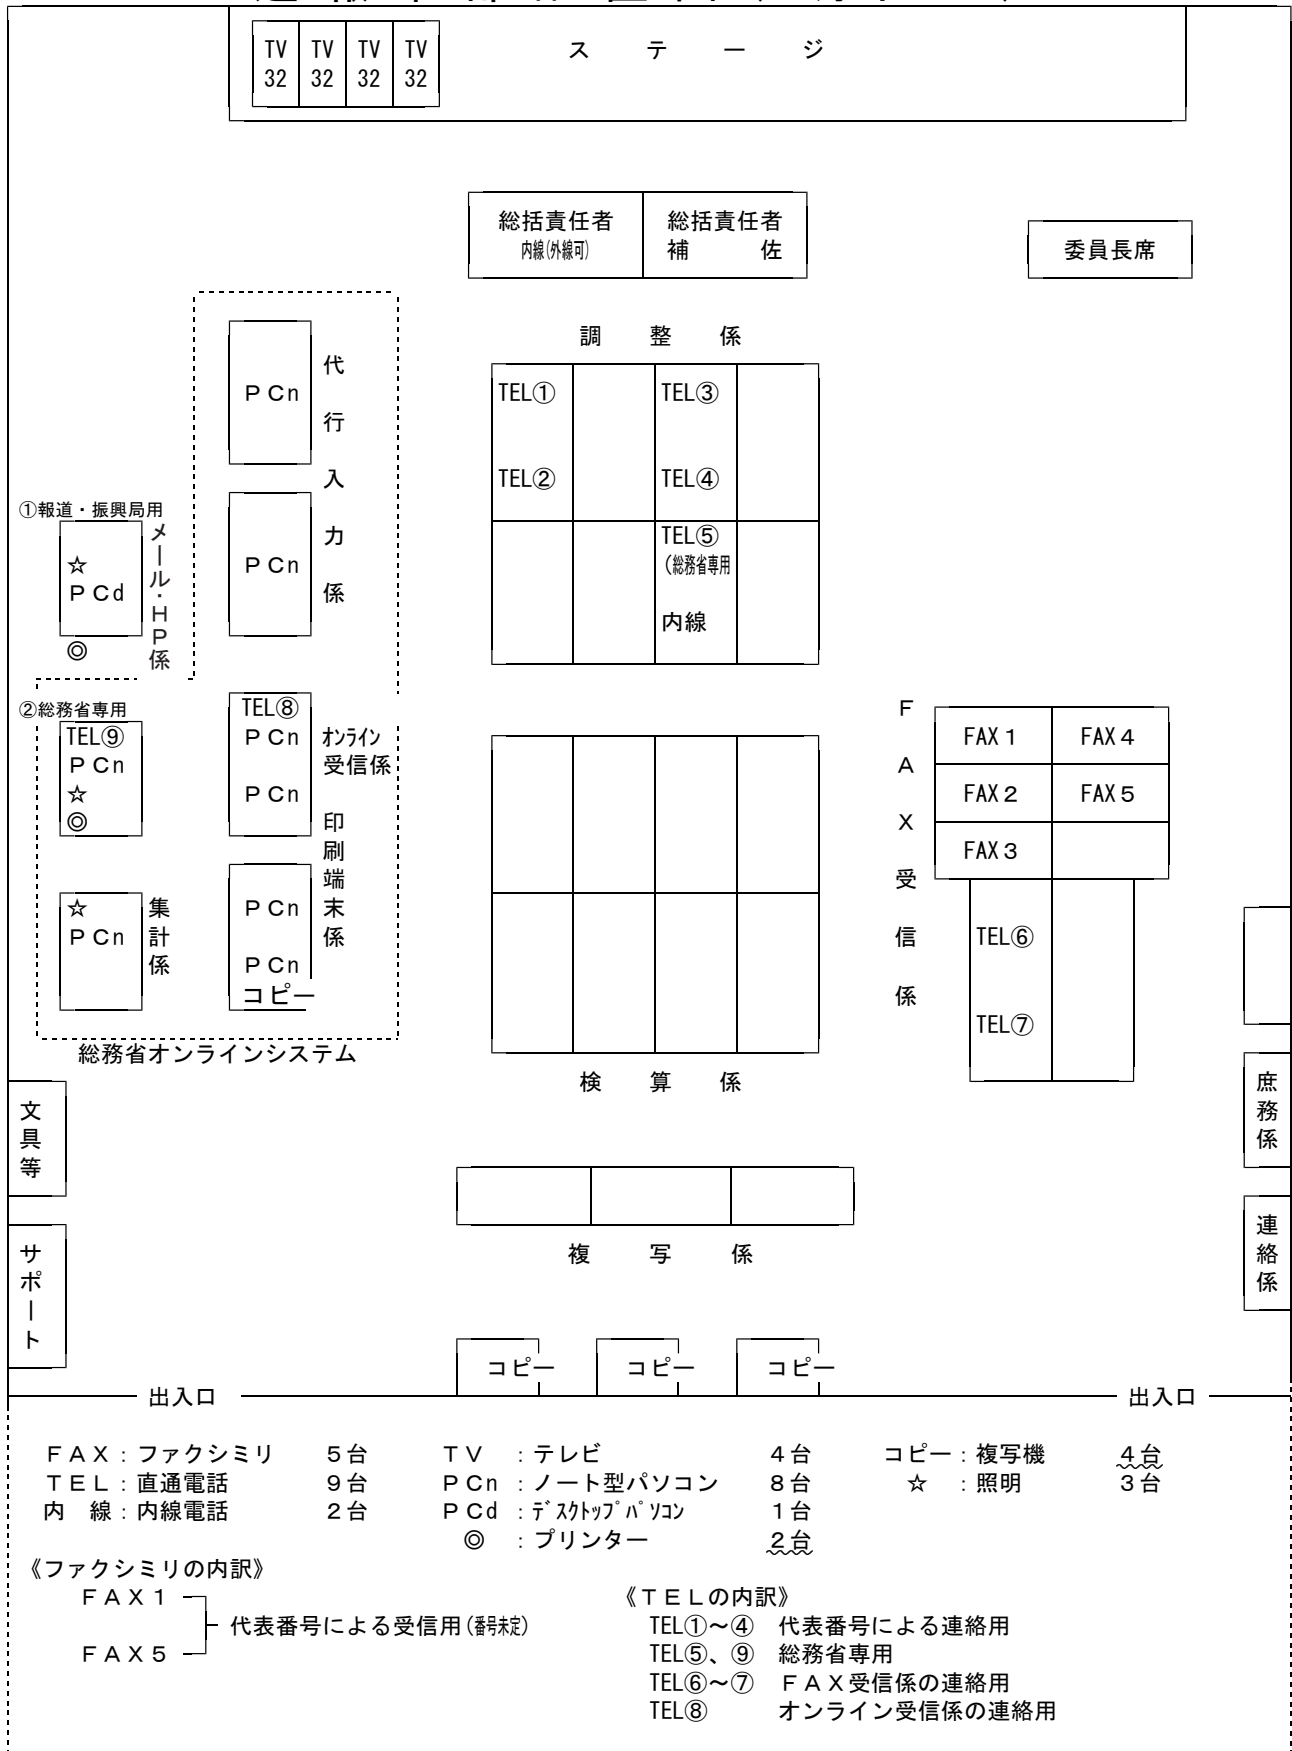 TV TV TV TV
32 32 32 32
ステージ
総括責任者
内線(外線可)
総括責任者
補佐
委員長席
調整係
TEL① TEL③
TEL② TEL④
TEL⑤
(総務省専用
内線
PCn
PCn
代行入力係
①報道・振興局用
☆
PCd
◎
メール・HP係
②総務省専用
TEL⑨
PCn
☆
◎
TEL⑧
PCn
PCn
オンライン
受信係
☆
PCn
集計係
PCn
PCn
コピー
印刷端末係
総務省オンラインシステム
FAX受信係
FAX1 FAX4
FAX2 FAX5
FAX3
TEL⑥
TEL⑦
検算係
文具等
サポート
庶務係
連絡係
複写係
コピー コピー コピー
出入口 出入口
FAX:ファクシミリ 5台 TV :テレビ 4台 コピー:複写機 4台
TEL:直通電話 9台 PCn :ノート型パソコン 8台 ☆ :照明 3台
内 線:内線電話 2台 PCd :デスクトップパソコン 1台
◎ :プリンター 2台
《ファクシミリの内訳》
FAX1
代表番号による受信用(番号未定)
FAX5
《TELの内訳》
TEL①~④ 代表番号による連絡用
TEL⑤、⑨ 総務省専用
TEL⑥~⑦ FAX受信係の連絡用
TEL⑧ オンライン受信係の連絡用